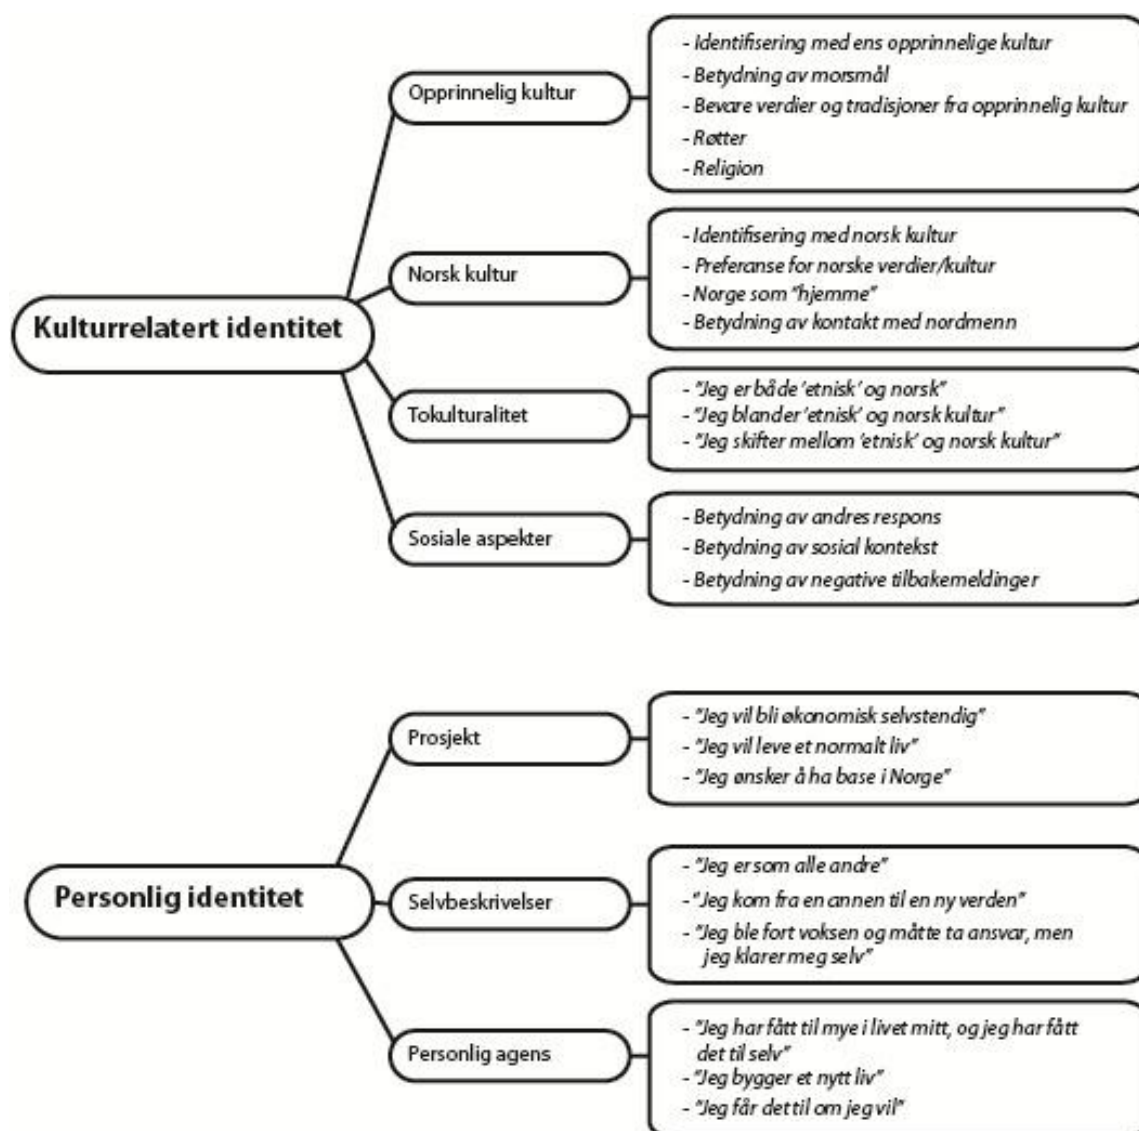 Kulturrelatert identitet
Opprinnelig kultur
- Identifisering med ens opprinnelige kultur
- Betydning av morsmål
- Bevare verdier og tradisjoner fra opprinnelig kultur
- Røtter
- Religion
Norsk kultur
- Identifisering med norsk kultur
- Preferanse for norske verdier/kultur
- Norge som "hjemme"
- Betydning av kontakt med nordmenn
Tokulturalitet
- "Jeg er både 'etnisk' og norsk"
- "Jeg blander 'etnisk' og norsk kultur"
- "Jeg skifter mellom 'etnisk' og norsk kultur"
Sosiale aspekter
- Betydning av andres respons
- Betydning av sosial kontekst
- Betydning av negative tilbakemeldinger
Personlig identitet
Prosjekt
- "Jeg vil bli økonomisk selvstendig"
- "Jeg vil leve et normalt liv"
- "Jeg ønsker å ha base i Norge"
Selvbeskrivelser
- "Jeg er som alle andre"
- "Jeg kom fra en annen til en ny verden"
- "Jeg ble fort voksen og måtte ta ansvar, men
jeg klarer meg selv"
Personlig agens
- "Jeg har fått til mye i livet mitt, og jeg har fått
det til selv"
- "Jeg bygger et nytt liv"
- "Jeg får det til om jeg vil"